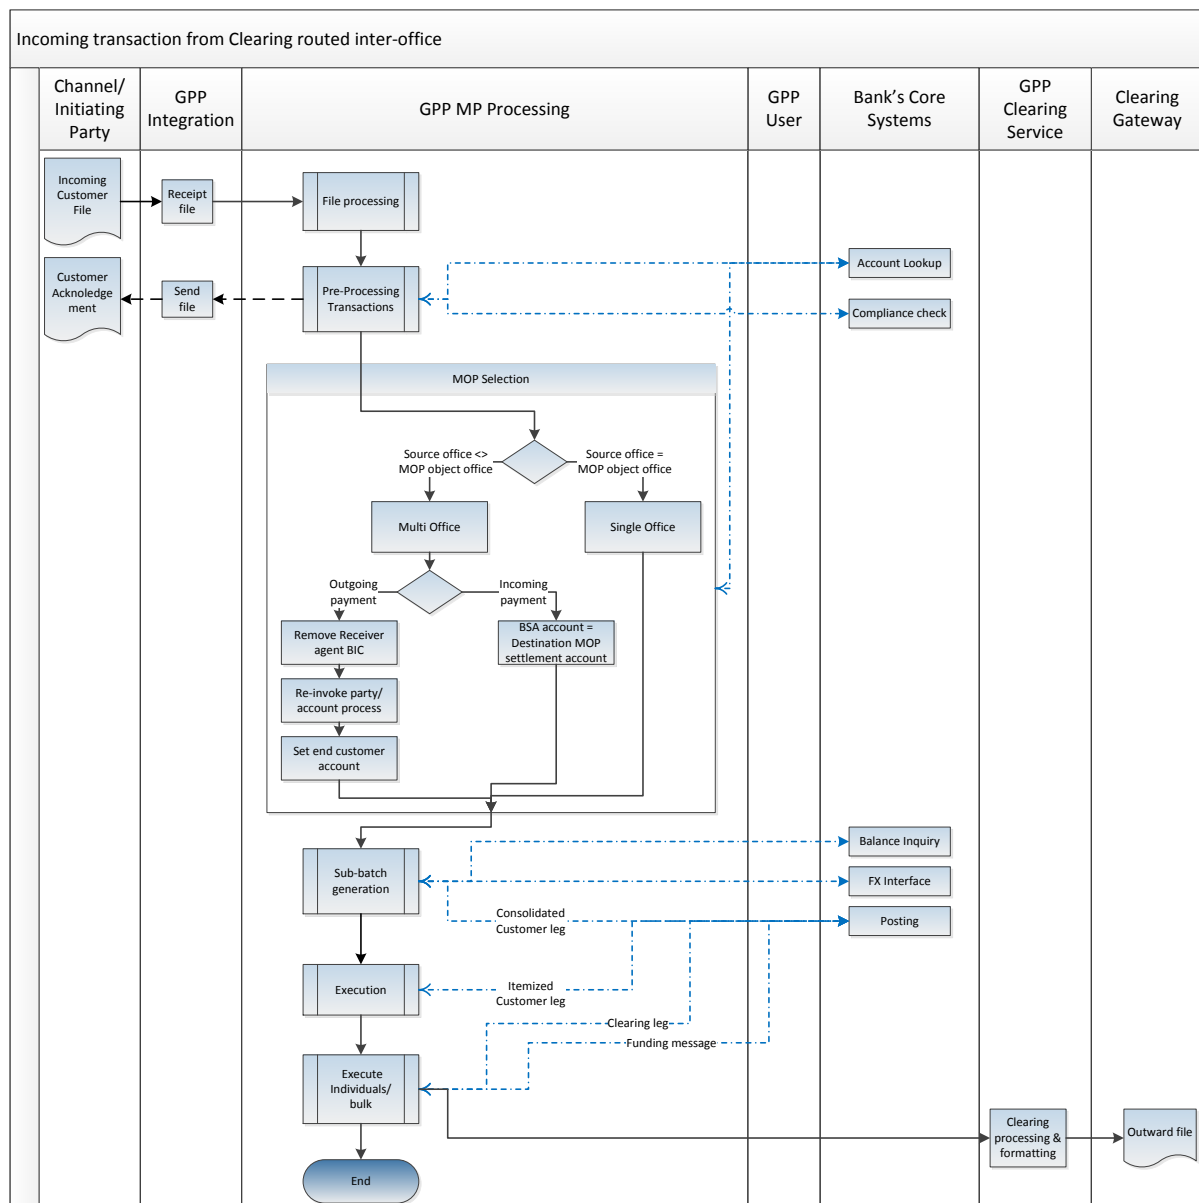 Incoming transaction from Clearing routed inter-office
Channel/
Initiating
Party
GPP
Integration
GPP MP Processing
GPP
User
Bank's Core
Systems
GPP
Clearing
Service
Clearing
Gateway
Incoming
Customer
File
Receipt
file
File processing
Customer
Acknoledge
ment
Send
file
Pre-Processing
Transactions
Account Lookup
Compliance check
MOP Selection
Source office <>
MOP object office
Source office =
MOP object office
Multi Office
Single Office
Outgoing
payment
Incoming
payment
Remove Receiver
agent BIC
BSA account =
Destination MOP
settlement account
Re-invoke party/
account process
Set end customer
account
Sub-batch
generation
Balance Inquiry
FX Interface
Consolidated
Customer leg
Posting
Execution
Itemized
Customer leg
Clearing leg
Funding message
Execute
Individuals/
bulk
Clearing
processing &
formatting
Outward file
End